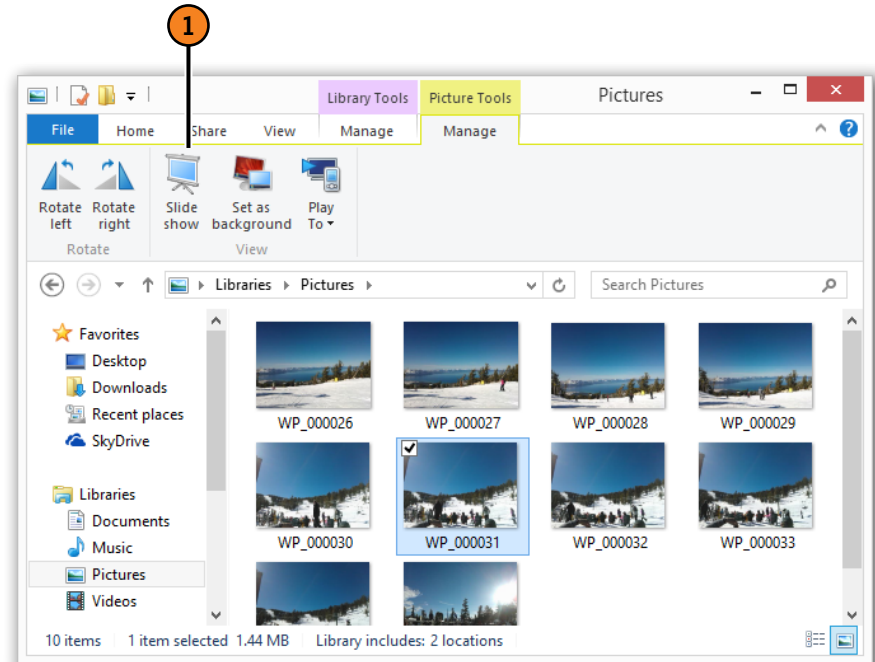 1
Library Tools Picture Tools Pictures
File Home Share View Manage Manage
Rotate left Rotate right Slide show Set as background Play To
Rotate View
Libraries Pictures Search Pictures
Favorites
Desktop
Downloads
Recent places
SkyDrive
Libraries
Documents
Music
Pictures
Videos
WP_000026 WP_000027 WP_000028 WP_000029
WP_000030 WP_000031 WP_000032 WP_000033
10 items 1 item selected 1.44 MB Library includes: 2 locations